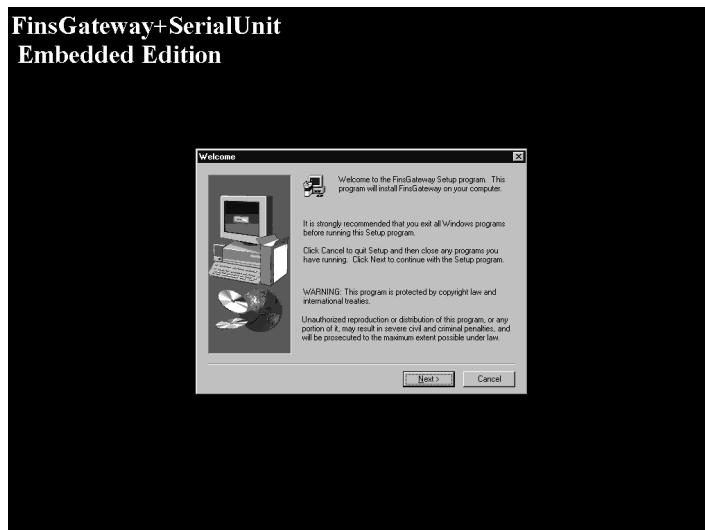 FinsGateway+SerialUnit
Embedded Edition
Welcome
Welcome to the FinsGateway Setup program. This
program will install FinsGateway on your computer.
It is strongly recommended that you exit all Windows programs
before running this Setup program.
Click Cancel to quit Setup and then close any programs you
have running. Click Next to continue with the Setup program.
WARNING: This program is protected by copyright law and
international treaties.
Unauthorized reproduction or distribution of this program, or any
portion of it, may result in severe civil and criminal penalties, and
will be prosecuted to the maximum extent possible under law.
Next >
Cancel